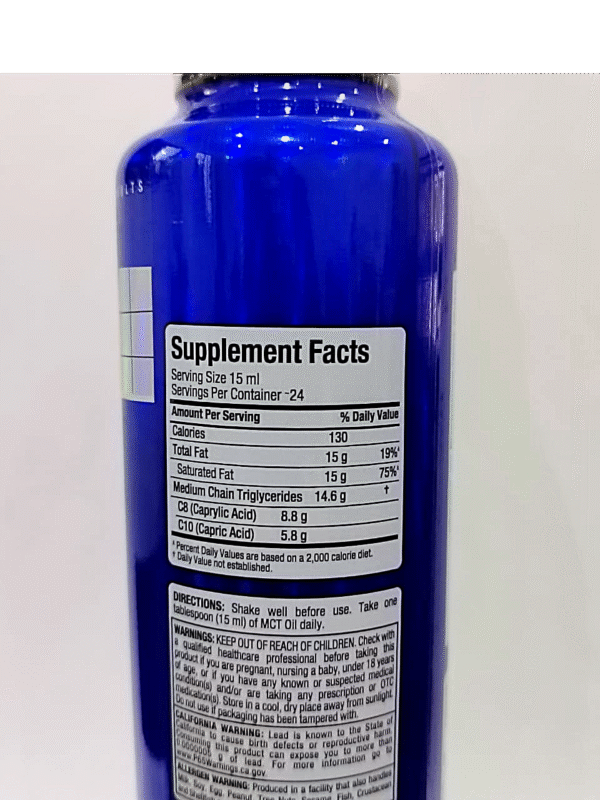 LTS
Supplement Facts
Serving Size 15 ml
Servings Per Container ~24
Amount Per Serving % Daily Value
Calories 130
Total Fat 15 g 19%*
Saturated Fat 15 g 75%*
Medium Chain Triglycerides 14.6 g †
C8 (Caprylic Acid) 8.8 g
C10 (Capric Acid) 5.8 g
* Percent Daily Values are based on a 2,000 calorie diet.
† Daily Value not established.
DIRECTIONS: Shake well before use. Take one
tablespoon (15 ml) of MCT Oil daily.
WARNINGS: KEEP OUT OF REACH OF CHILDREN. Check with
a qualified healthcare professional before taking this
product if you are pregnant, nursing a baby, under 18 years
of age, or if you have any known or suspected medical
condition(s) and/or are taking any prescription or OTC
medication(s). Store in a cool, dry place away from sunlight.
Do not use if packaging has been tampered with.
CALIFORNIA WARNING: Lead is known to the State of
California to cause birth defects or reproductive harm.
Consuming this product can expose you to more than
g of lead. For more information go to
www.P65Warnings.ca.gov.
ALLERGEN WARNING: Produced in a facility that also handles
Milk, Soy, Egg, Peanut, Tree Nuts, Sesame, Fish, Crustacean
and Shellfish